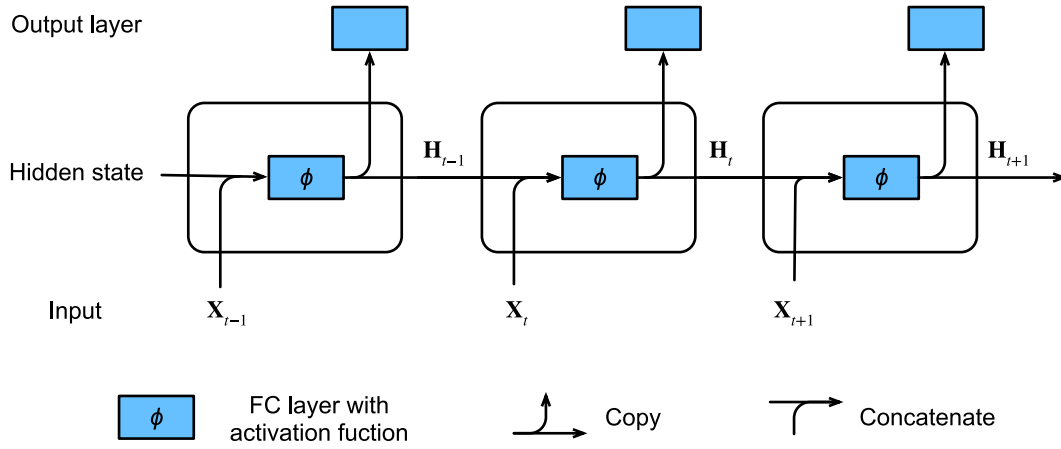 Output layer
Hidden state
ϕ
H_{t−1}
ϕ
H_t
ϕ
H_{t+1}
Input
X_{t−1}
X_t
X_{t+1}
ϕ
FC layer with
activation fuction
Copy
Concatenate